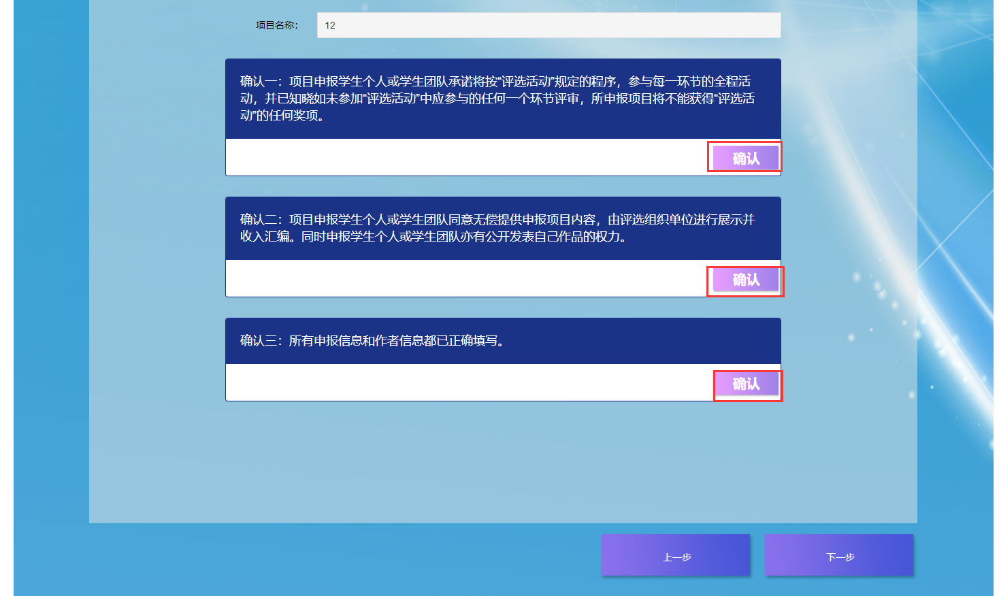 项目名称：
12
确认一：项目申报学生个人或学生团队承诺将按“评选活动”规定的程序，参与每一环节的全程活
动，并已知晓如未参加“评选活动”中应参与的任何一个环节评审，所申报项目将不能获得“评选活
动”的任何奖项。
确认
确认二：项目申报学生个人或学生团队同意无偿提供申报项目内容，由评选组织单位进行展示并
收入汇编。同时申报学生个人或学生团队亦有公开发表自己作品的权力。
确认
确认三：所有申报信息和作者信息都已正确填写。
确认
上一步
下一步